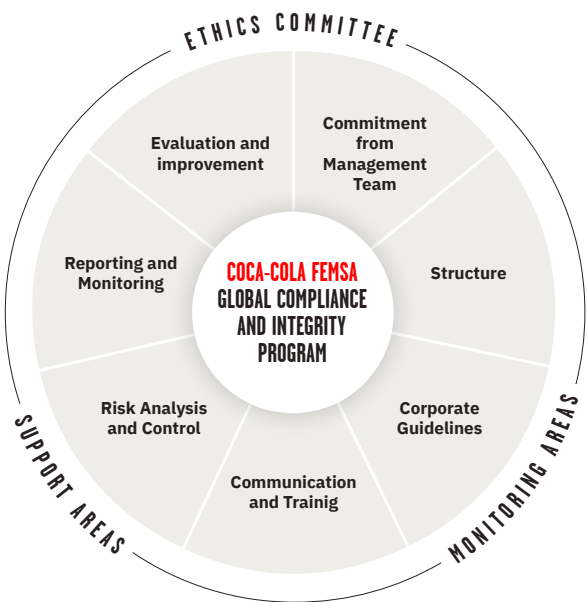 ETHICS COMMITTEE
Commitment
from
Management
Team
Structure
Corporate
Guidelines
Communication
and Trainig
Risk Analysis
and Control
Reporting and
Monitoring
Evaluation and
improvement
COCA-COLA FEMSA
GLOBAL COMPLIANCE
AND INTEGRITY
PROGRAM
MONITORING AREAS
SUPPORT AREAS